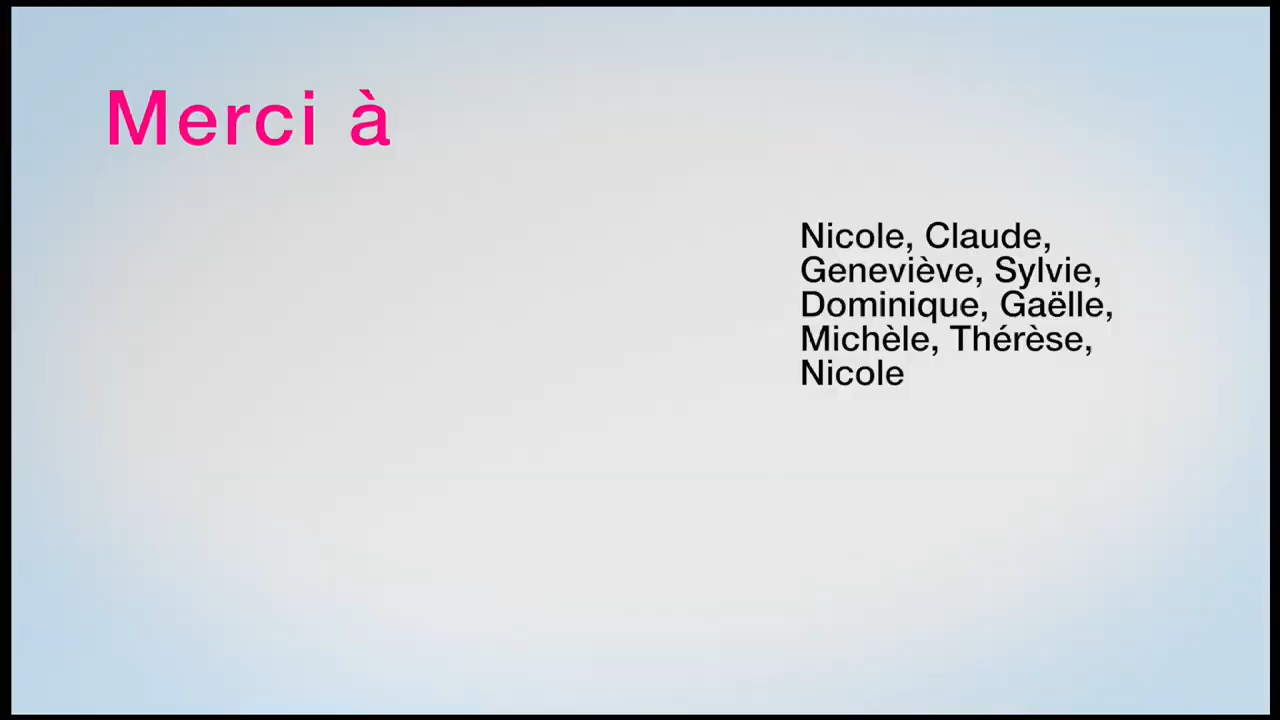 Merci à
Nicole, Claude,
Geneviève, Sylvie,
Dominique, Gaëlle,
Michèle, Thérèse,
Nicole